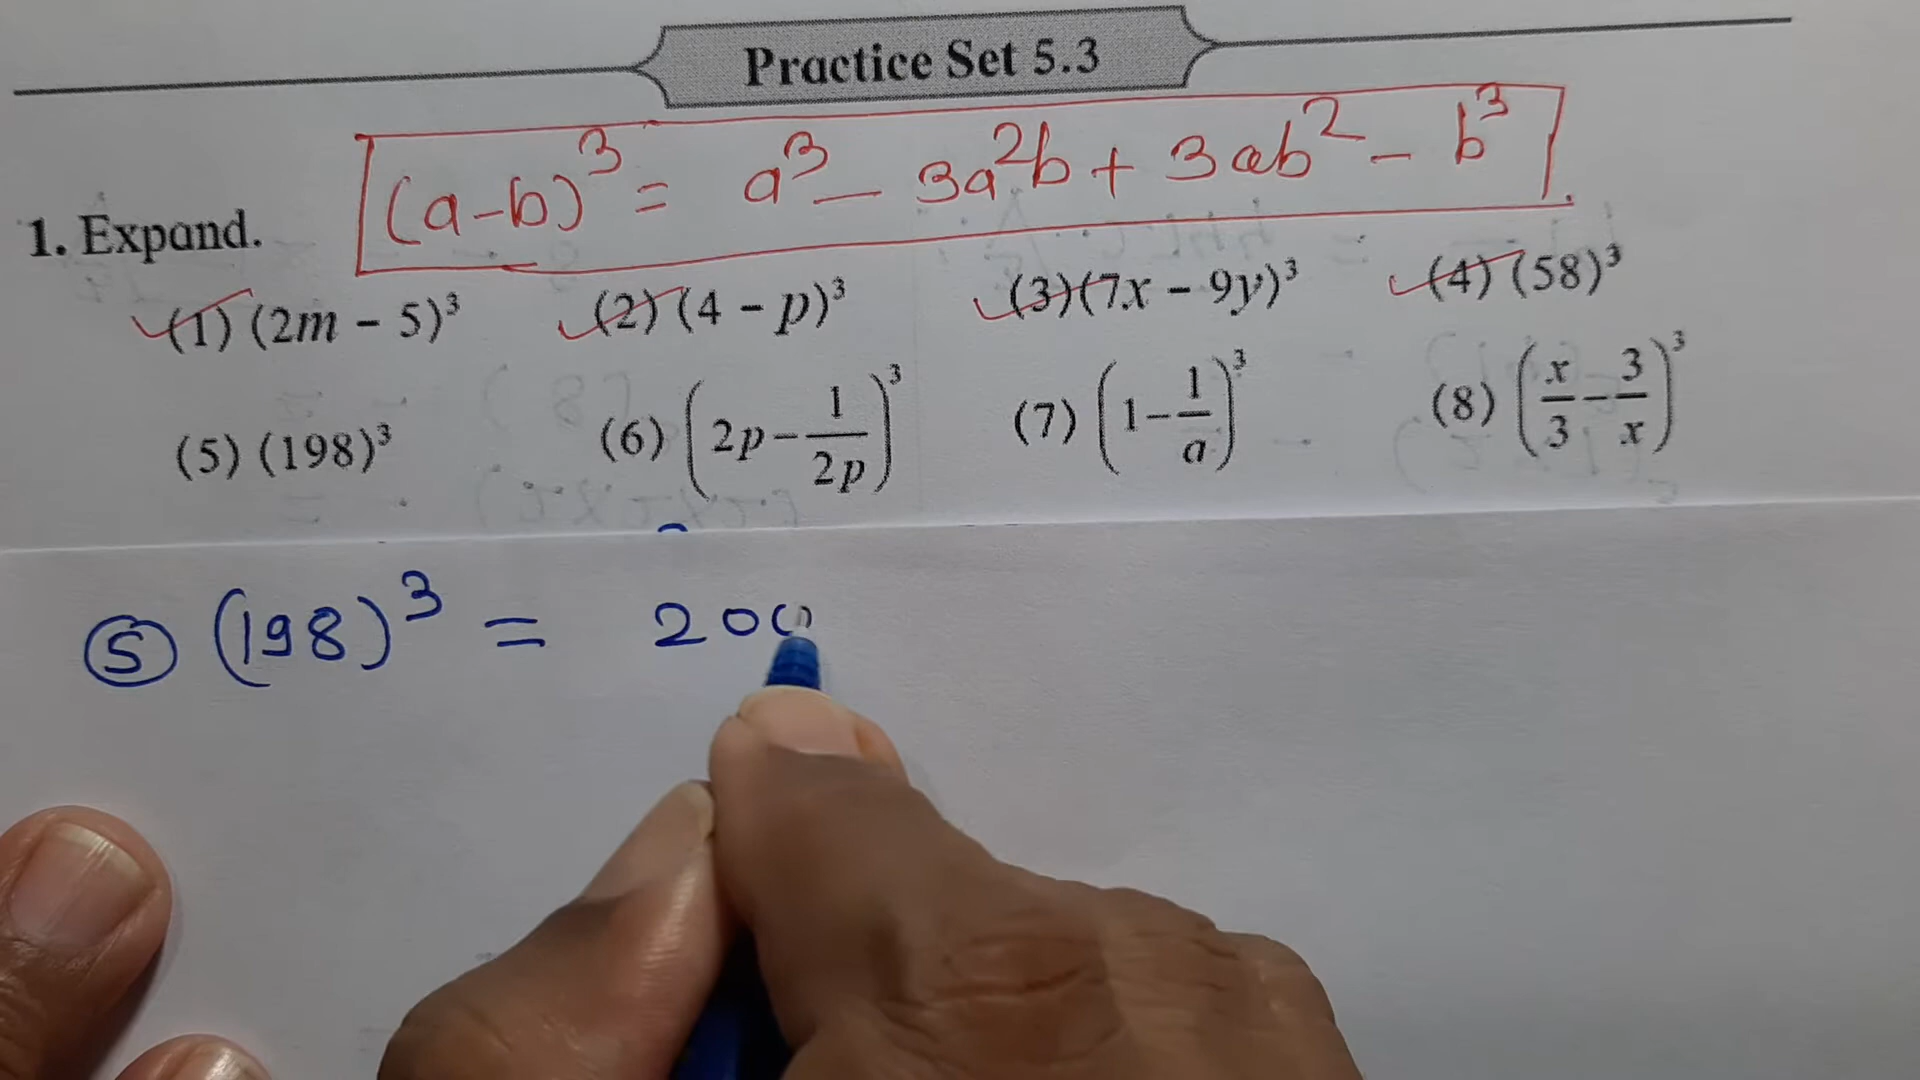 Practice Set 5.3
(a-b)³ = a³ - 3a²b + 3ab² - b³.
1. Expand.
(1) (2m – 5)³ (2) (4 – p)³ (3)(7x – 9y)³ (4) (58)³
(5) (198)³ (6) (2p – 1/2p)³ (7) (1 – 1/a)³ (8) (x/3 – 3/x)³
⑤ (198)³ = 200